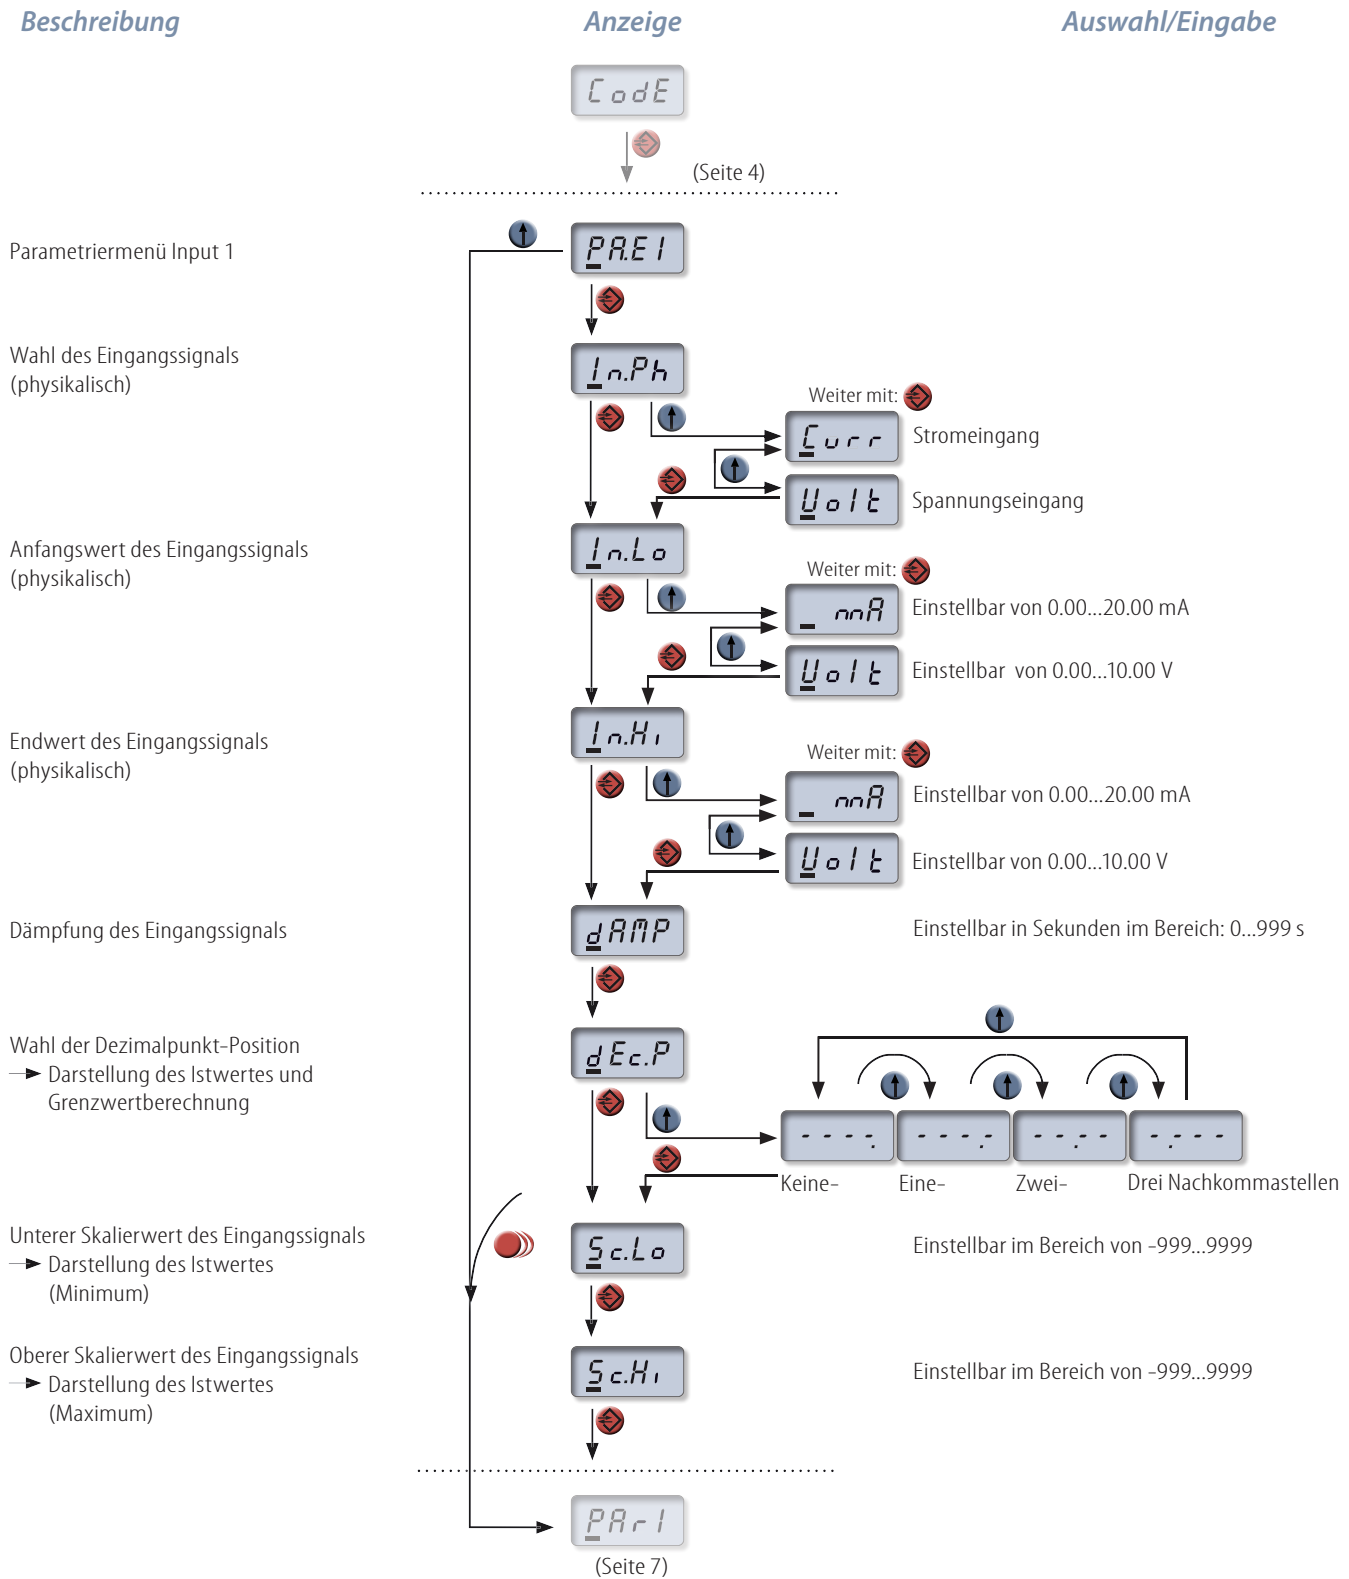 Beschreibung
Anzeige
Auswahl/Eingabe
CodE
(Seite 4)
Parametriermenü Input 1
PA.E1
Wahl des Eingangssignals
(physikalisch)
In.Ph
Weiter mit:
Curr
Stromeingang
Volt
Spannungseingang
Anfangswert des Eingangssignals
(physikalisch)
In.Lo
Weiter mit:
_ mA
Einstellbar von 0.00...20.00 mA
Volt
Einstellbar von 0.00...10.00 V
Endwert des Eingangssignals
(physikalisch)
In.Hi
Weiter mit:
_ mA
Einstellbar von 0.00...20.00 mA
Volt
Einstellbar von 0.00...10.00 V
Dämpfung des Eingangssignals
dAMP
Einstellbar in Sekunden im Bereich: 0...999 s
Wahl der Dezimalpunkt-Position
Darstellung des Istwertes und
Grenzwertberechnung
dEc.P
- - - -.
- - -.-
- -.- -
-.- - -
Keine-
Eine-
Zwei-
Drei Nachkommastellen
Unterer Skalierwert des Eingangssignals
Darstellung des Istwertes
(Minimum)
Sc.Lo
Einstellbar im Bereich von -999...9999
Oberer Skalierwert des Eingangssignals
Darstellung des Istwertes
(Maximum)
Sc.Hi
Einstellbar im Bereich von -999...9999
PAr1
(Seite 7)